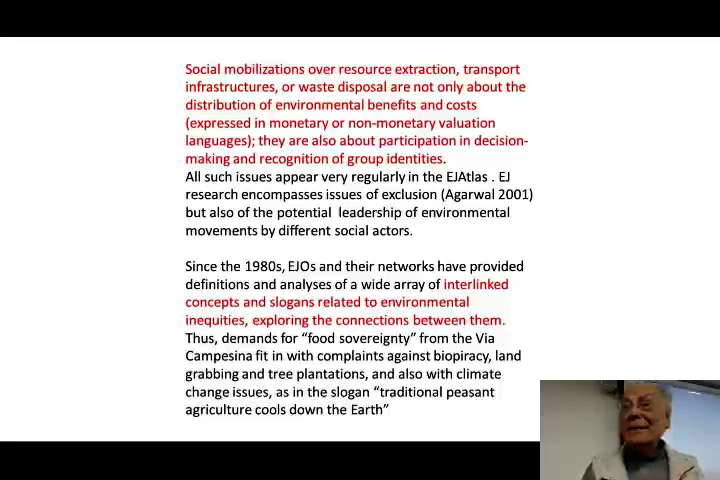 Social mobilizations over resource extraction, transport
infrastructures, or waste disposal are not only about the
distribution of environmental benefits and costs
(expressed in monetary or non-monetary valuation
languages); they are also about participation in decision-
making and recognition of group identities.
All such issues appear very regularly in the EJAtlas . EJ
research encompasses issues of exclusion (Agarwal 2001)
but also of the potential leadership of environmental
movements by different social actors.
Since the 1980s, EJOs and their networks have provided
definitions and analyses of a wide array of interlinked
concepts and slogans related to environmental
inequities, exploring the connections between them.
Thus, demands for “food sovereignty” from the Via
Campesina fit in with complaints against biopiracy, land
grabbing and tree plantations, and also with climate
change issues, as in the slogan “traditional peasant
agriculture cools down the Earth”